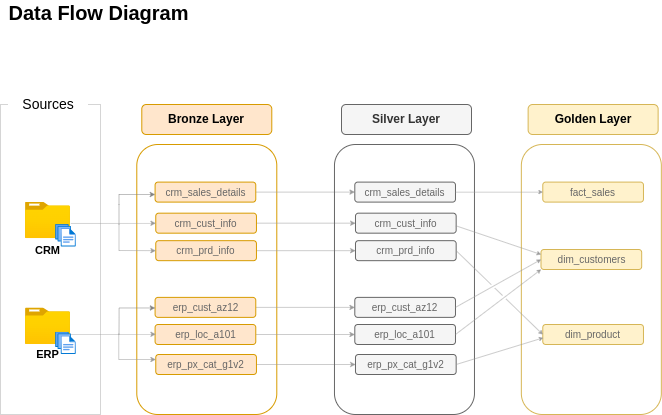 Data Flow Diagram
Sources
Bronze Layer
Silver Layer
Golden Layer
crm_sales_details
crm_sales_details
fact_sales
crm_cust_info
crm_cust_info
CRM
crm_prd_info
crm_prd_info
dim_customers
erp_cust_az12
erp_cust_az12
erp_loc_a101
erp_loc_a101
dim_product
ERP
erp_px_cat_g1v2
erp_px_cat_g1v2